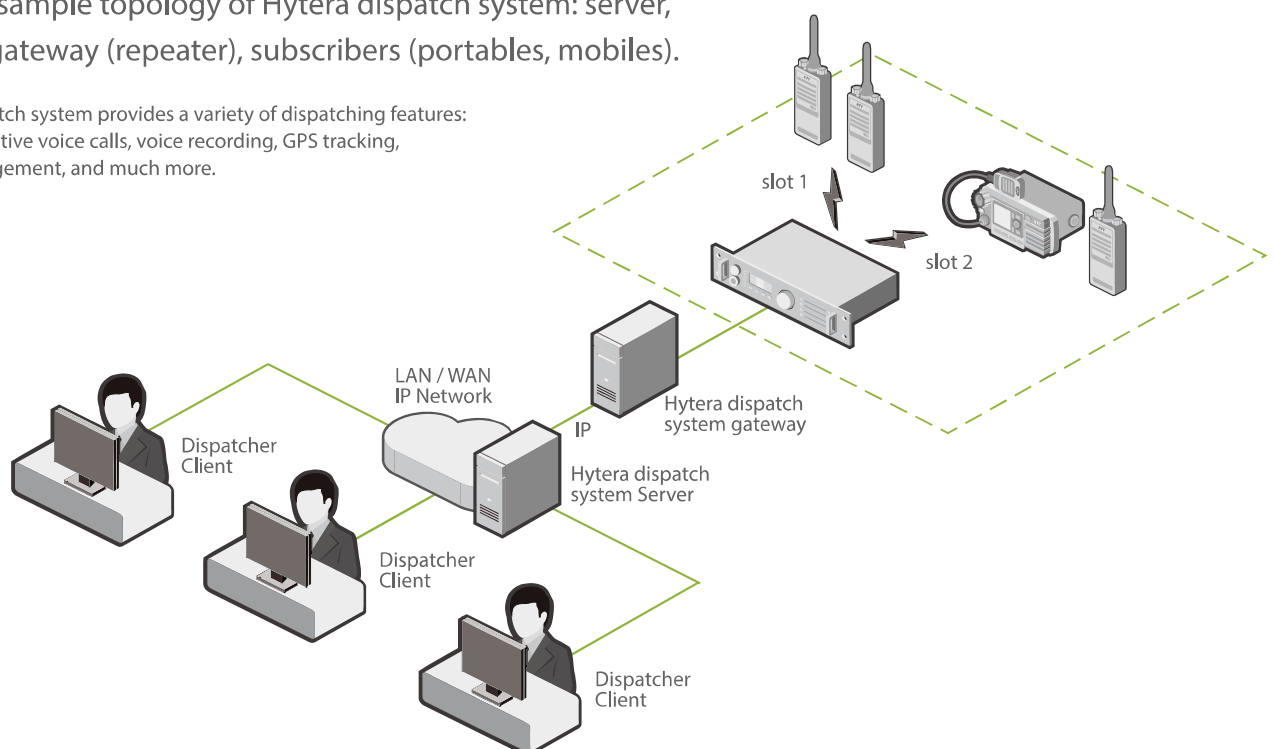 sample topology of Hytera dispatch system: server,
gateway (repeater), subscribers (portables, mobiles).
tch system provides a variety of dispatching features:
tive voice calls, voice recording, GPS tracking,
gement, and much more.
slot 1
slot 2
LAN / WAN
IP Network
IP
Hytera dispatch
system gateway
Hytera dispatch
system Server
Dispatcher
Client
Dispatcher
Client
Dispatcher
Client